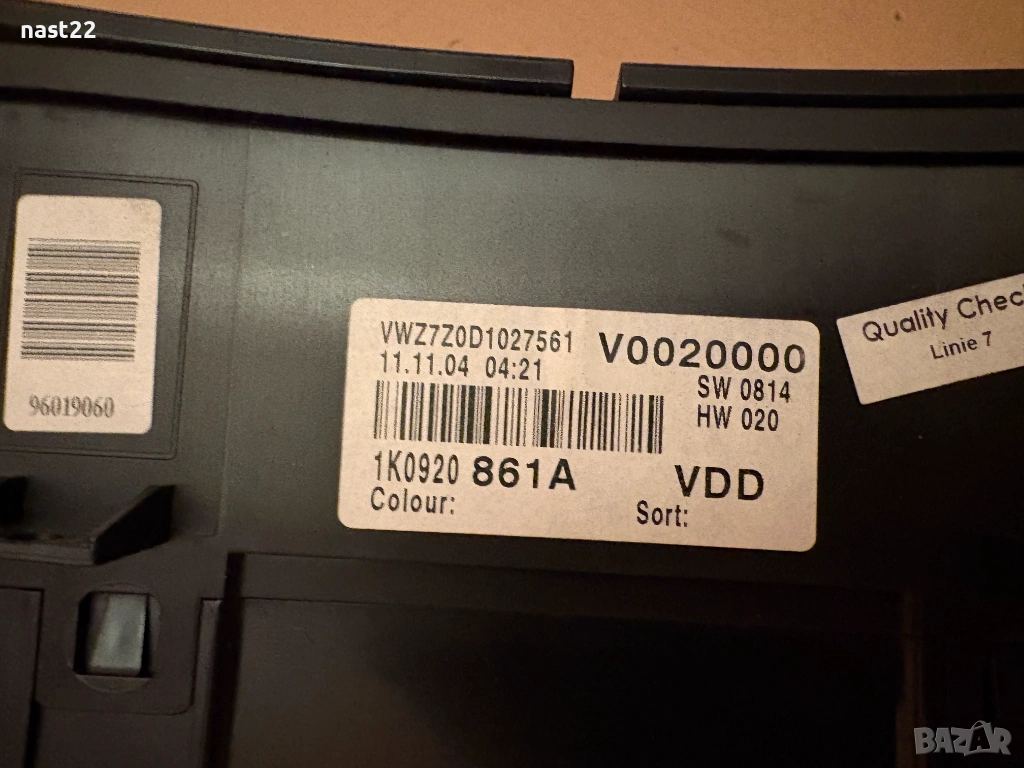 nast22
VWZ7Z0D1027561 V0020000
11.11.04 04:21 SW 0814
HW 020
1K0920 861A VDD
Colour: Sort:
96019060
Quality Chec
Linie 7
BAZAR